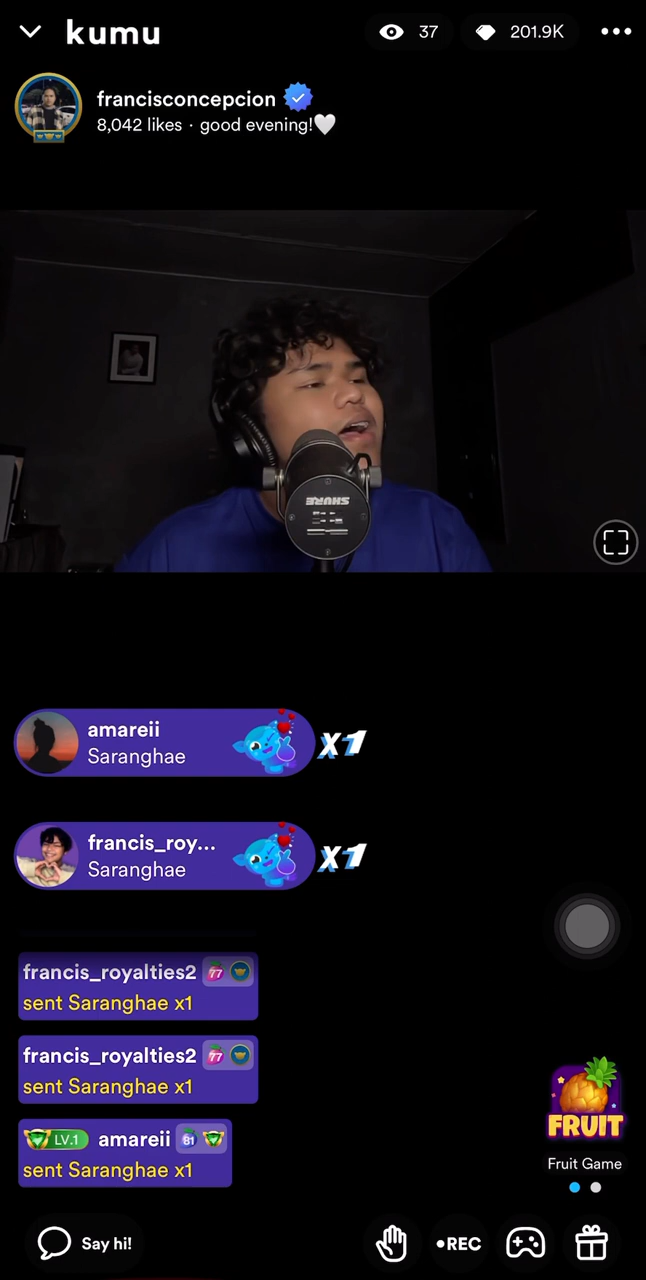 kumu
37
201.9K
francisconcepcion
8,042 likes · good evening!🤍
SHURE
amareii
Saranghae
X1
francis_roy...
Saranghae
X1
francis_royalties2 77
sent Saranghae x1
francis_royalties2 77
sent Saranghae x1
LV.1 amareii 81
sent Saranghae x1
FRUIT
Fruit Game
Say hi!
•REC